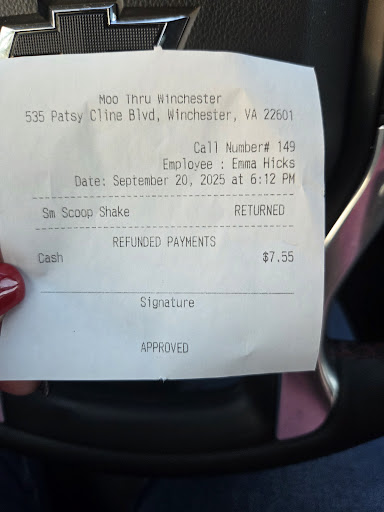 Moo Thru Winchester
535 Patsy Cline Blvd, Winchester, VA 22601
Call Number# 149
Employee : Emma Hicks
Date: September 20, 2025 at 6:12 PM
Sm Scoop Shake RETURNED
REFUNDED PAYMENTS
Cash $7.55
Signature
APPROVED